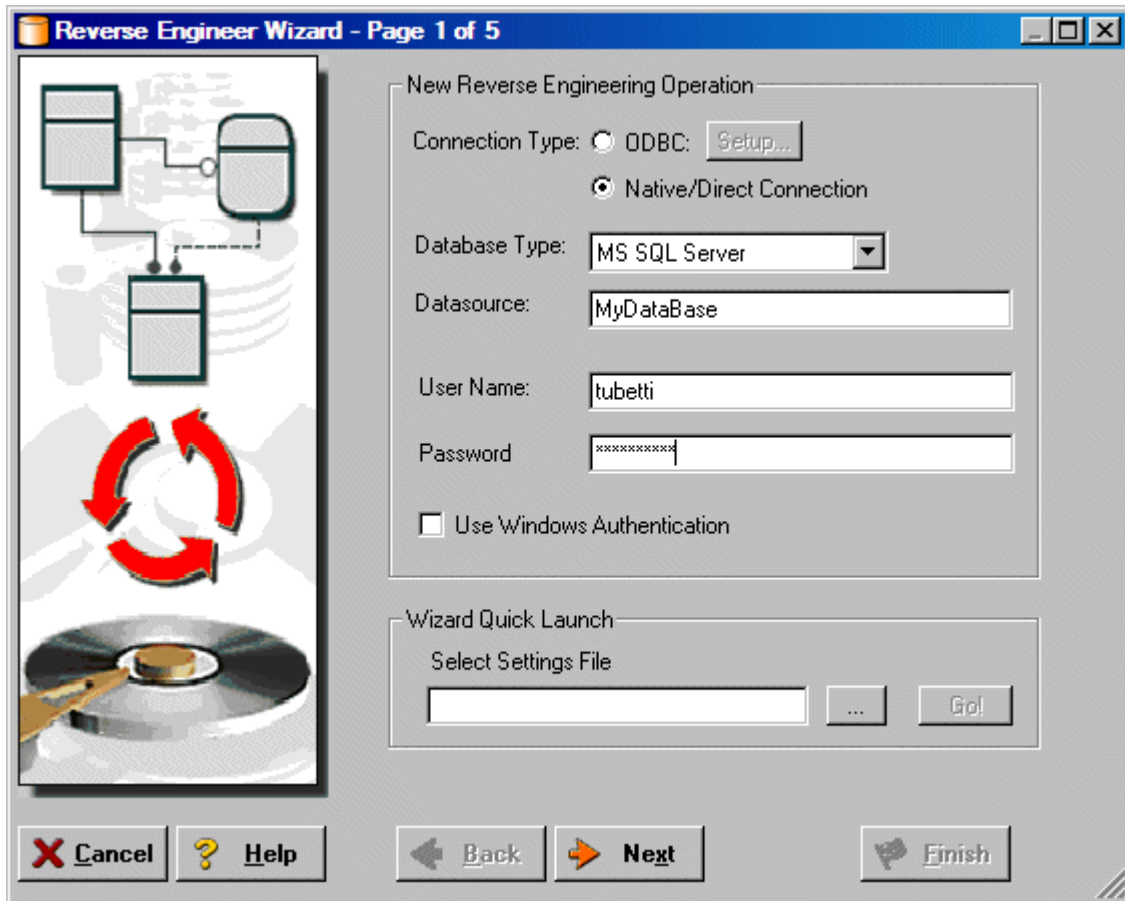 Reverse Engineer Wizard - Page 1 of 5
New Reverse Engineering Operation
Connection Type: ODBC: Setup...
Native/Direct Connection
Database Type: MS SQL Server
Datasource: MyDataBase
User Name: tubetti
Password **********
Use Windows Authentication
Wizard Quick Launch
Select Settings File
... Go!
Cancel ? Help Back Next Finish